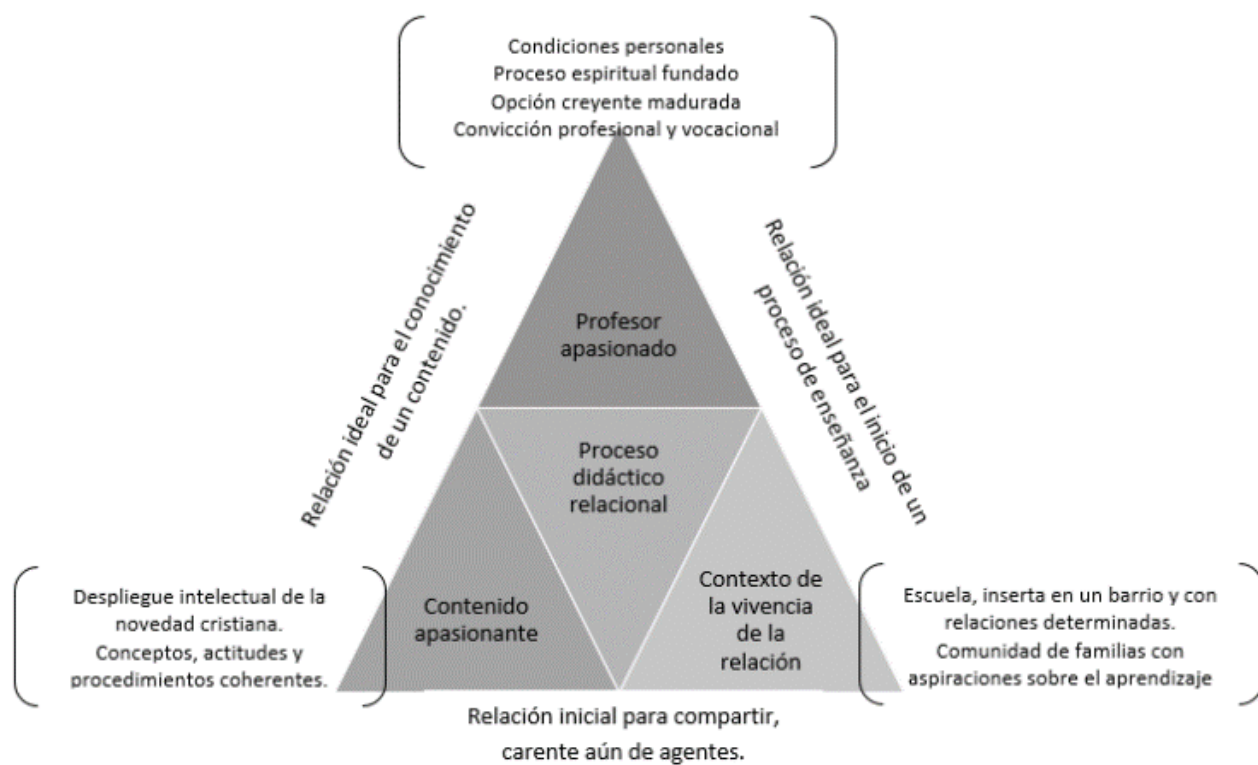 Condiciones personales
Proceso espiritual fundado
Opción creyente madurada
Convicción profesional y vocacional
Relación ideal para el conocimiento
de un contenido.
Relación ideal para el inicio de un
proceso de enseñanza
Profesor
apasionado
Proceso
didáctico
relacional
Contenido
apasionante
Contexto de
la vivencia
de la
relación
Despliegue intelectual de la
novedad cristiana.
Conceptos, actitudes y
procedimientos coherentes.
Escuela, inserta en un barrio y con
relaciones determinadas.
Comunidad de familias con
aspiraciones sobre el aprendizaje
Relación inicial para compartir,
carente aún de agentes.